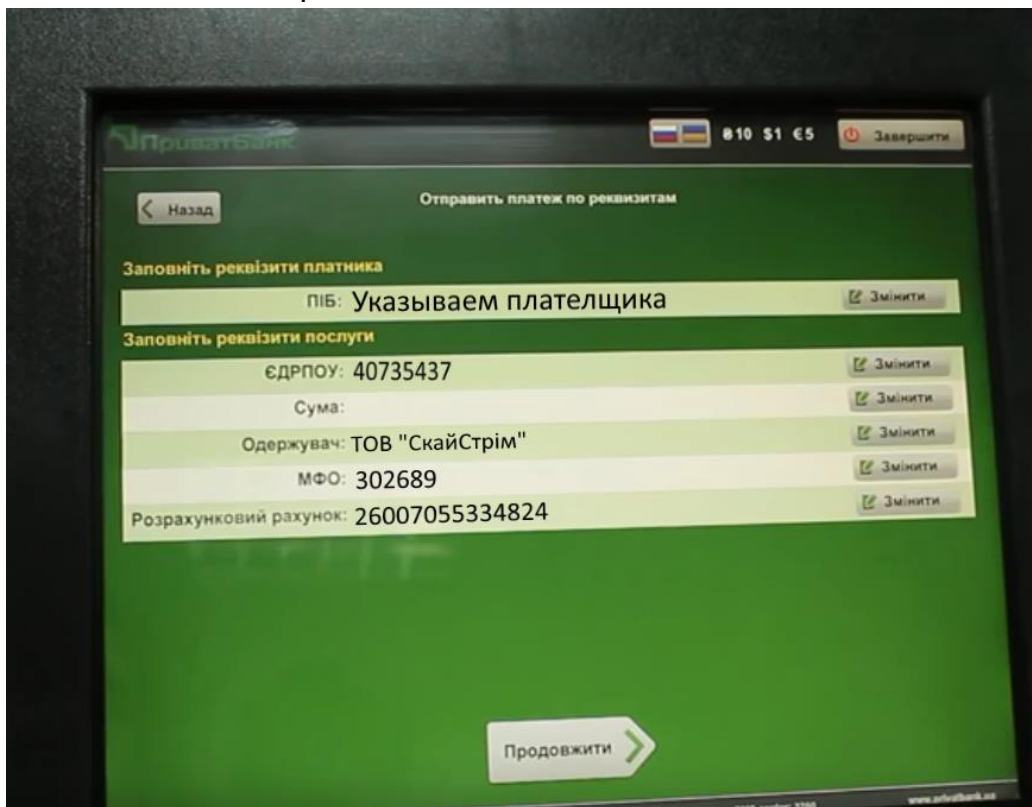 ПриватБанк
₴10 $1 €5
Завершити
Назад
Отправить платеж по реквизитам
Заповніть реквізити платника
ПІБ: Указываем плателщика
Змінити
Заповніть реквізити послуги
ЄДРПОУ: 40735437
Змінити
Сума:
Змінити
Одержувач: ТОВ "СкайСтрім"
Змінити
МФО: 302689
Змінити
Розрахунковий рахунок: 26007055334824
Змінити
Продовжити
www.privatbank.ua